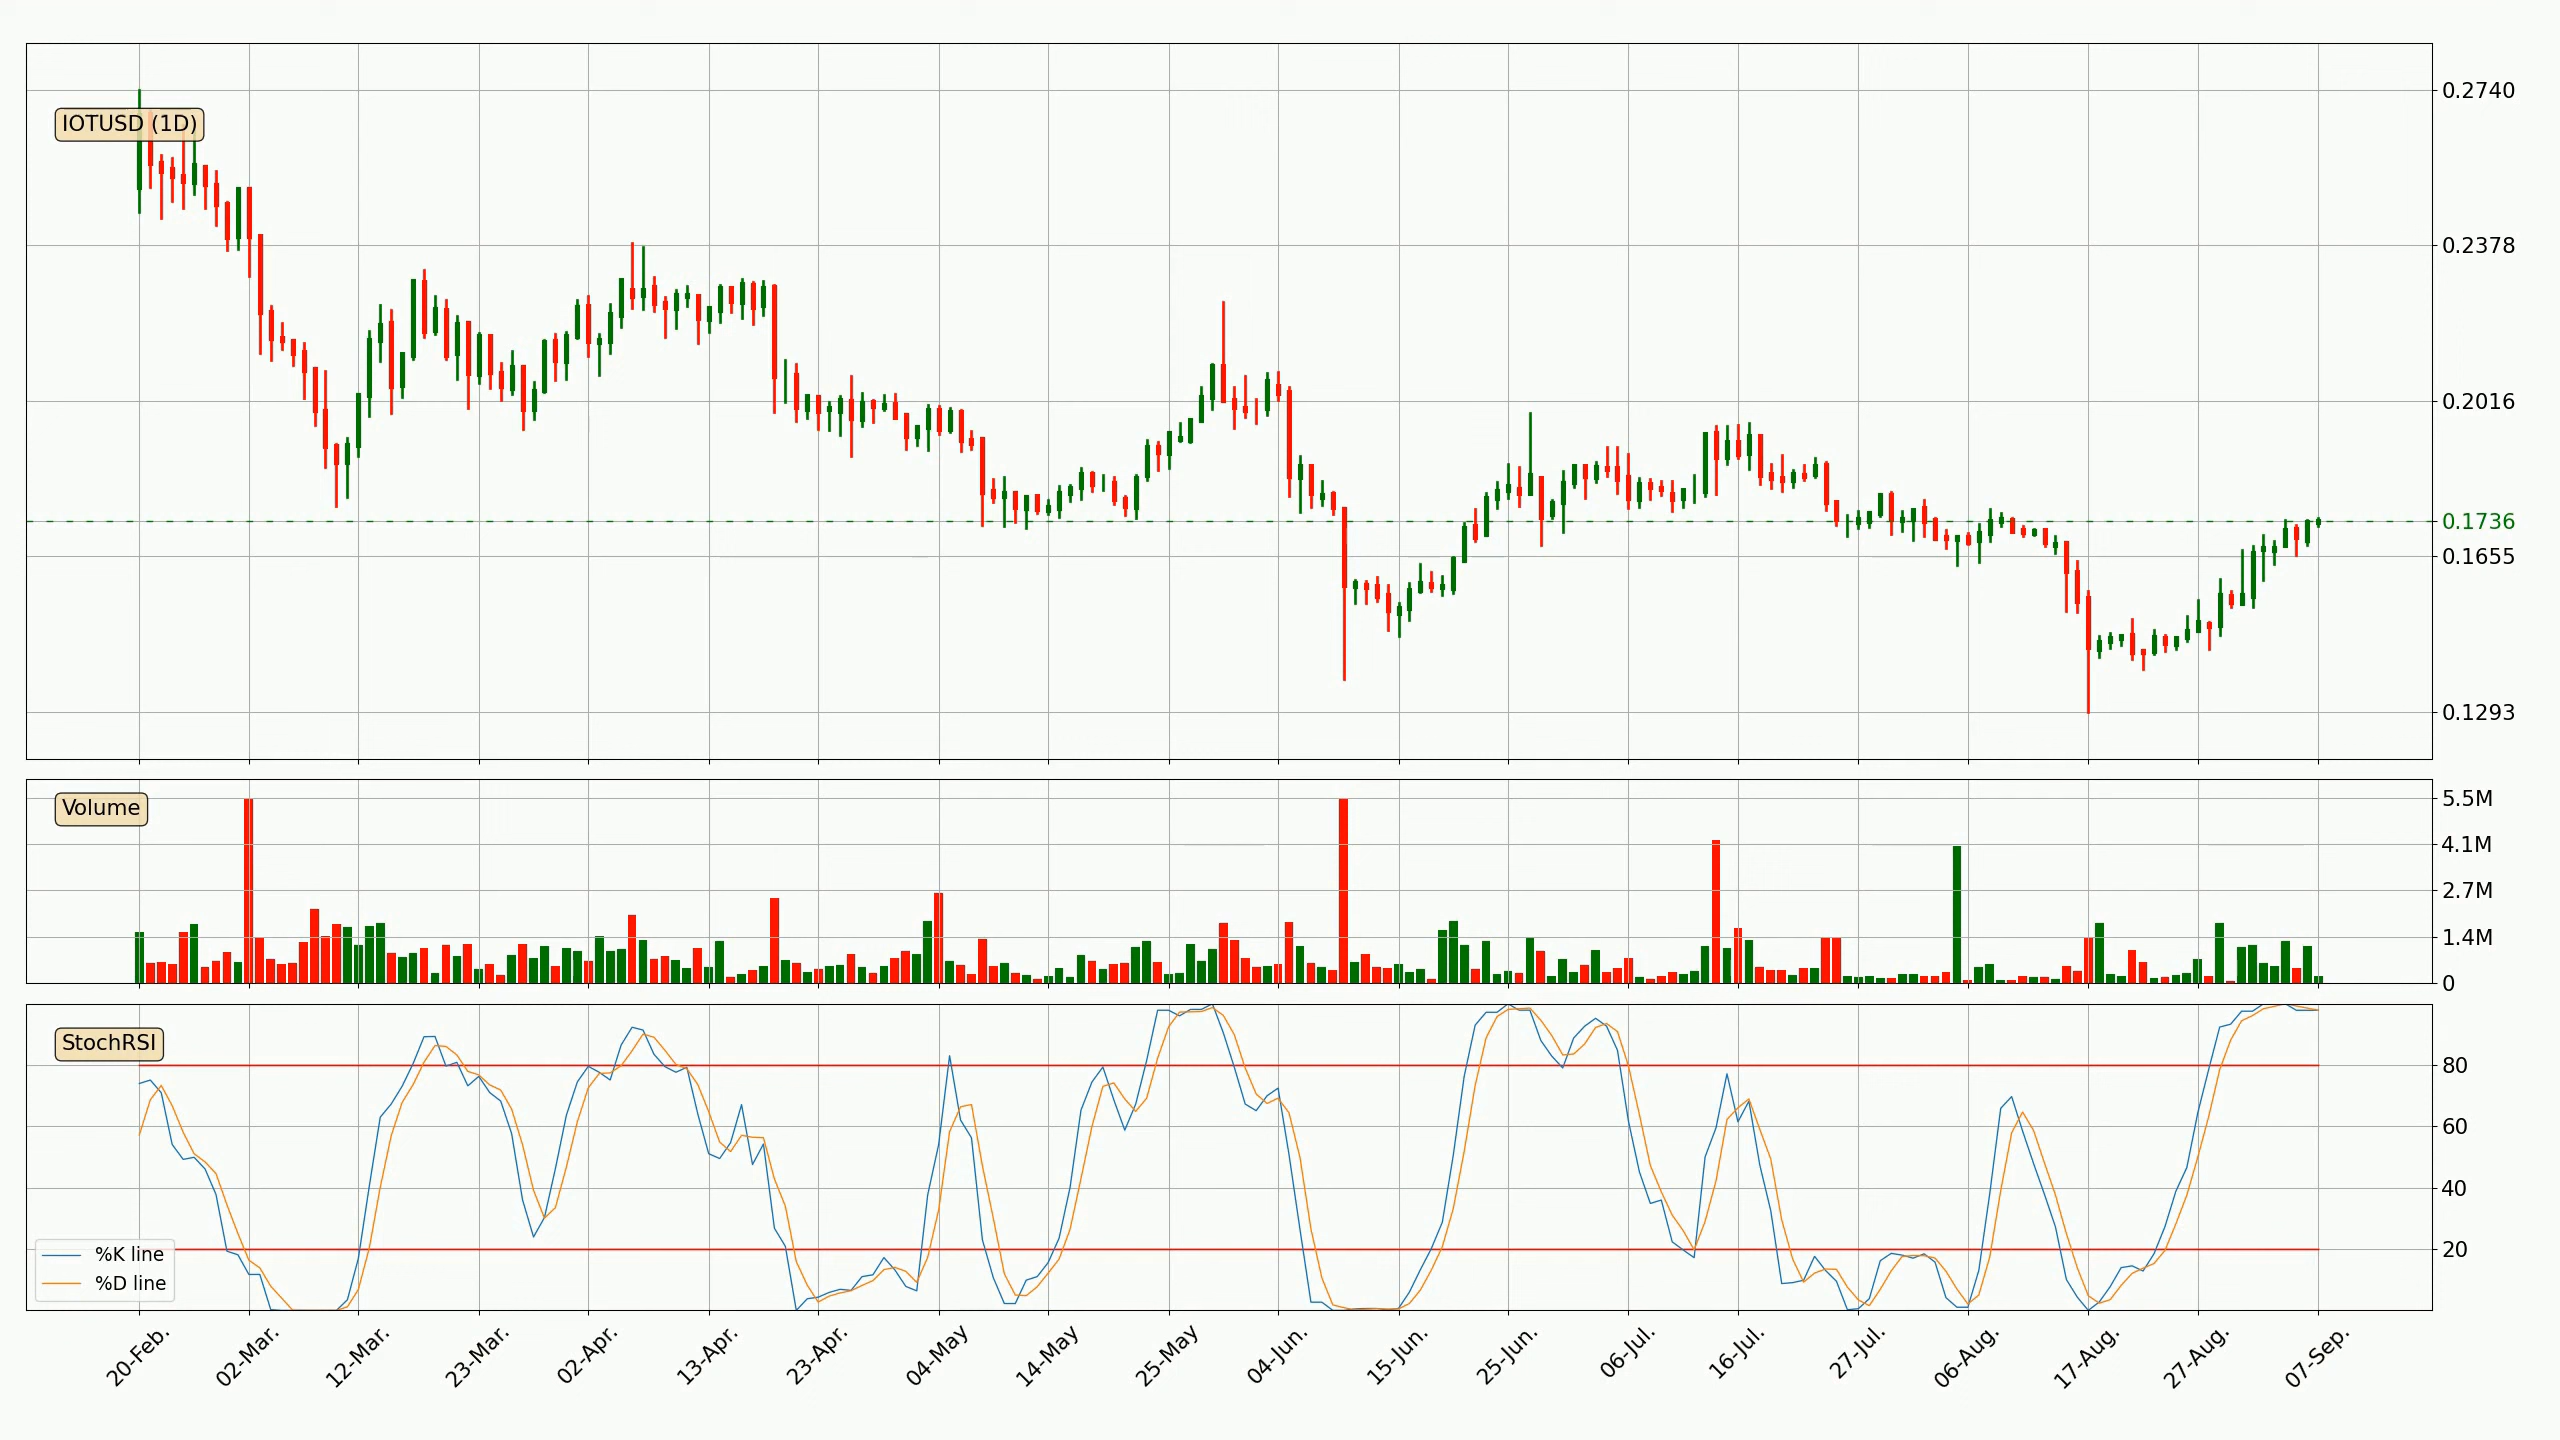 IOTUSD (1D)
0.2740
0.2378
0.2016
0.1736
0.1655
0.1293
Volume
5.5M
4.1M
2.7M
1.4M
0
StochRSI
80
60
40
20
%K line
%D line
20-Feb.
02-Mar.
12-Mar.
23-Mar.
02-Apr.
13-Apr.
23-Apr.
04-May
14-May
25-May
04-Jun.
15-Jun.
25-Jun.
06-Jul.
16-Jul.
27-Jul.
06-Aug.
17-Aug.
27-Aug.
07-Sep.